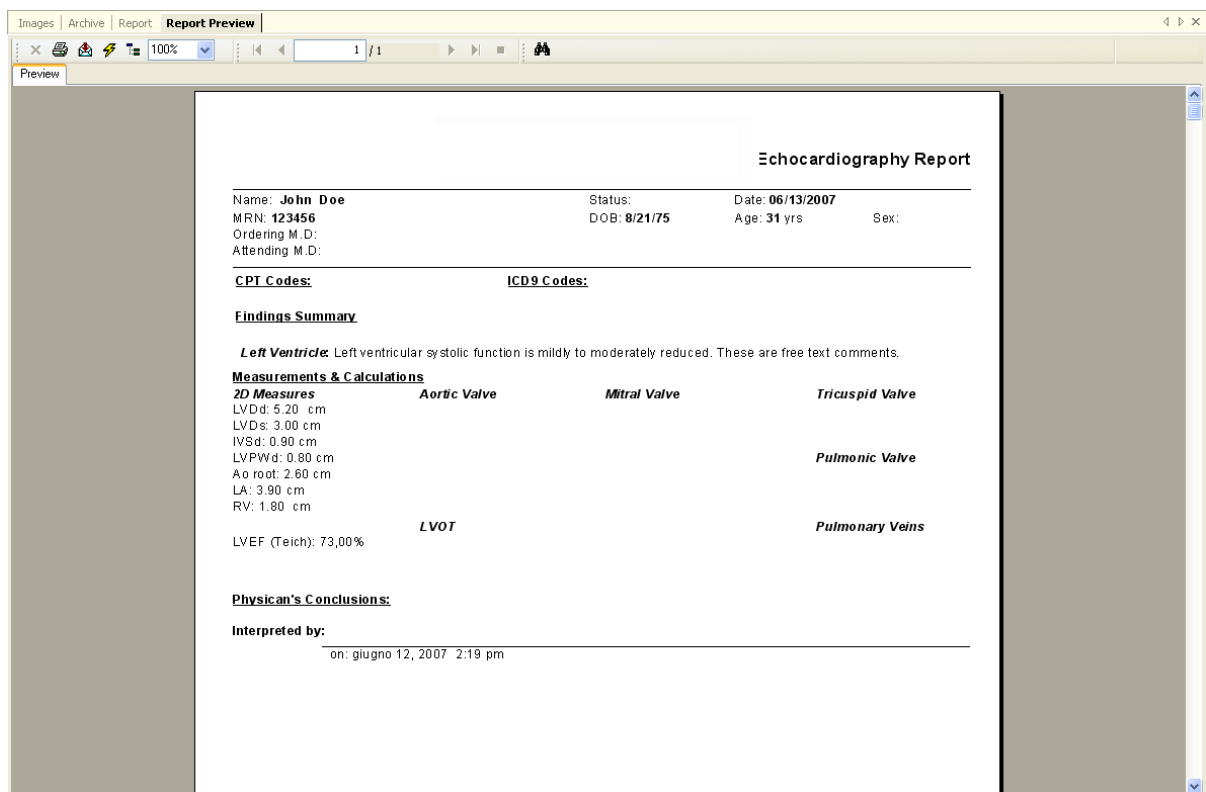 Images Archive Report Report Preview
100% 1 / 1
Preview
Echocardiography Report
Name: John Doe Status: Date: 06/13/2007
MRN: 123456 DOB: 8/21/75 Age: 31 yrs Sex:
Ordering M.D:
Attending M.D:
CPT Codes: ICD9 Codes:
Findings Summary
Left Ventricle: Left ventricular systolic function is mildly to moderately reduced. These are free text comments.
Measurements & Calculations
2D Measures Aortic Valve Mitral Valve Tricuspid Valve
LVDd: 5.20 cm
LVDs: 3.00 cm
IVSd: 0.90 cm
LVPWd: 0.80 cm Pulmonic Valve
Ao root: 2.60 cm
LA: 3.90 cm
RV: 1.80 cm
LVOT Pulmonary Veins
LVEF (Teich): 73,00%
Physican's Conclusions:
Interpreted by:
on: giugno 12, 2007 2:19 pm